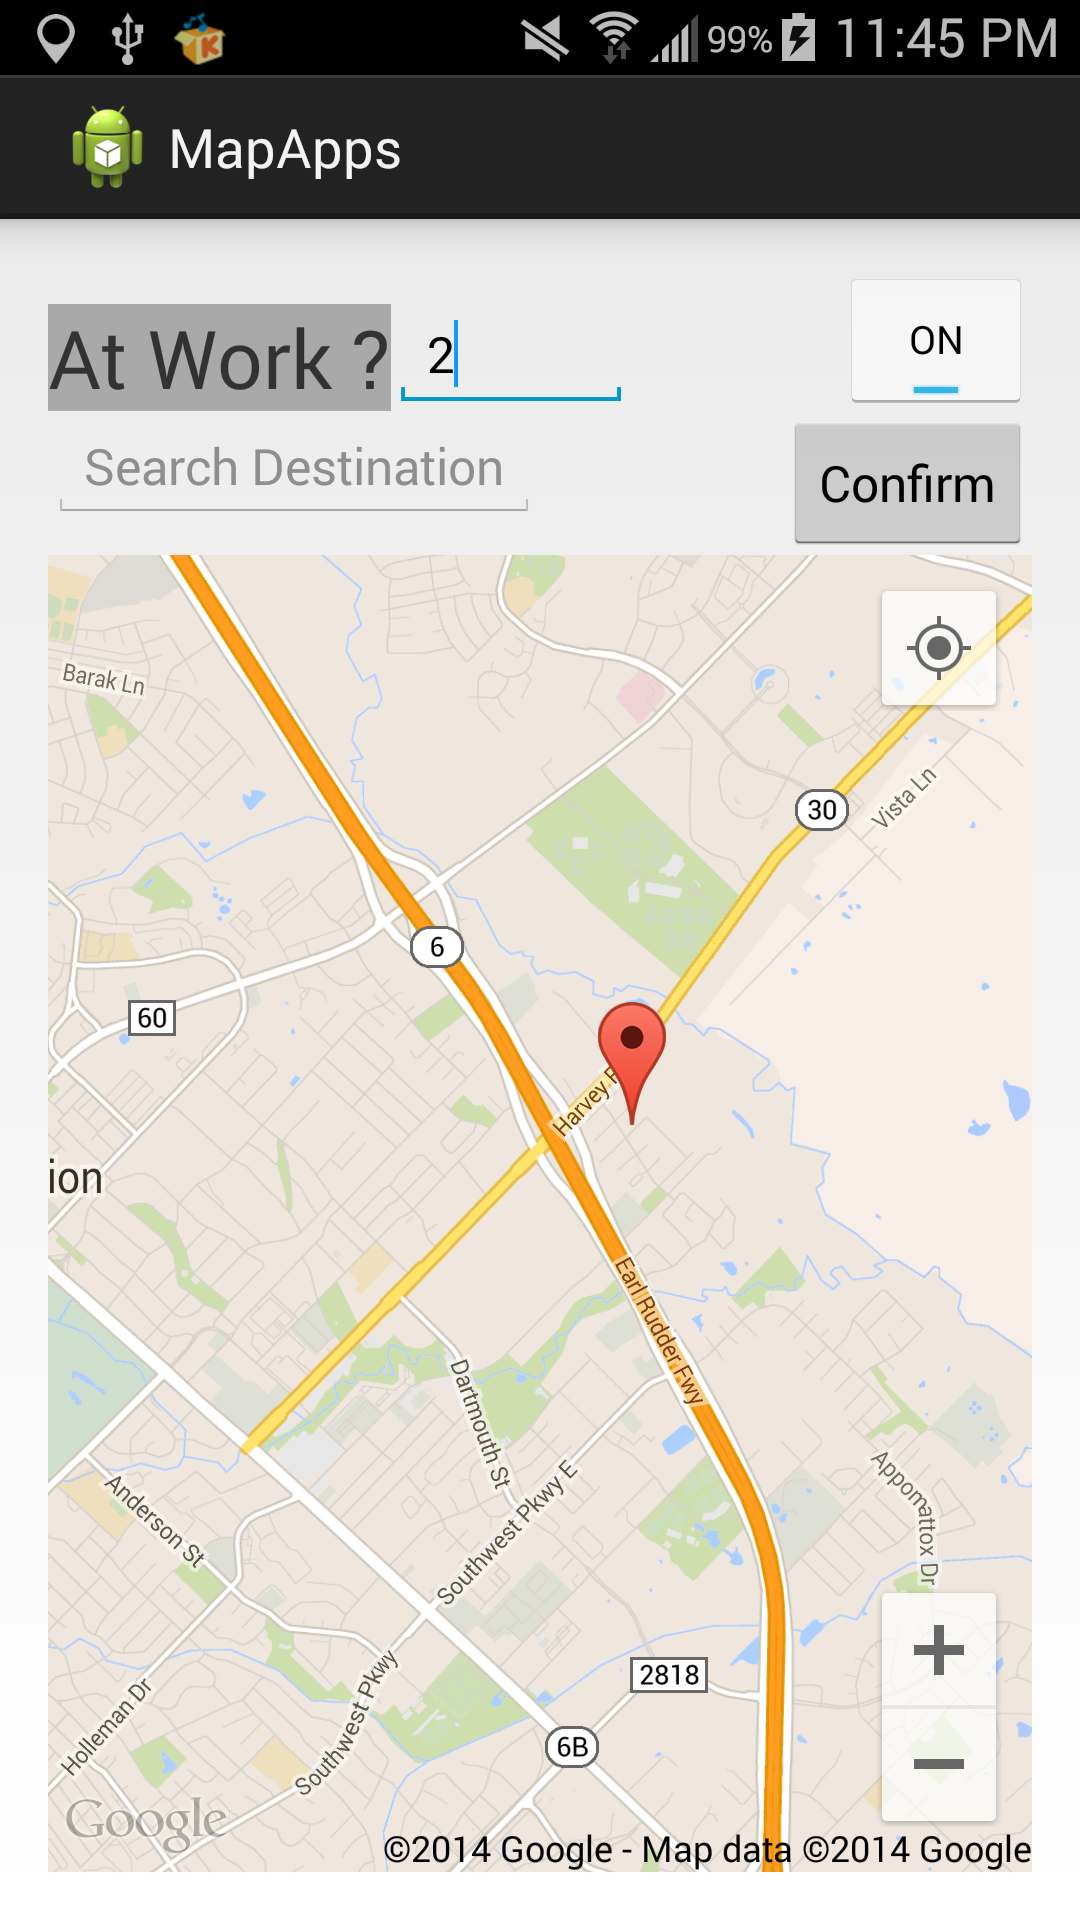 99% 11:45 PM
MapApps
At Work ? 2 ON
Search Destination Confirm
Barak Ln
30
Vista Ln
6
60
Harvey
ion
Earl Rudder Fwy
Dartmouth St
Southwest Pkwy E
Anderson St
Appomattox Dr
2818
Southwest Pkwy
Holleman Dr
6B
Google
©2014 Google - Map data ©2014 Google